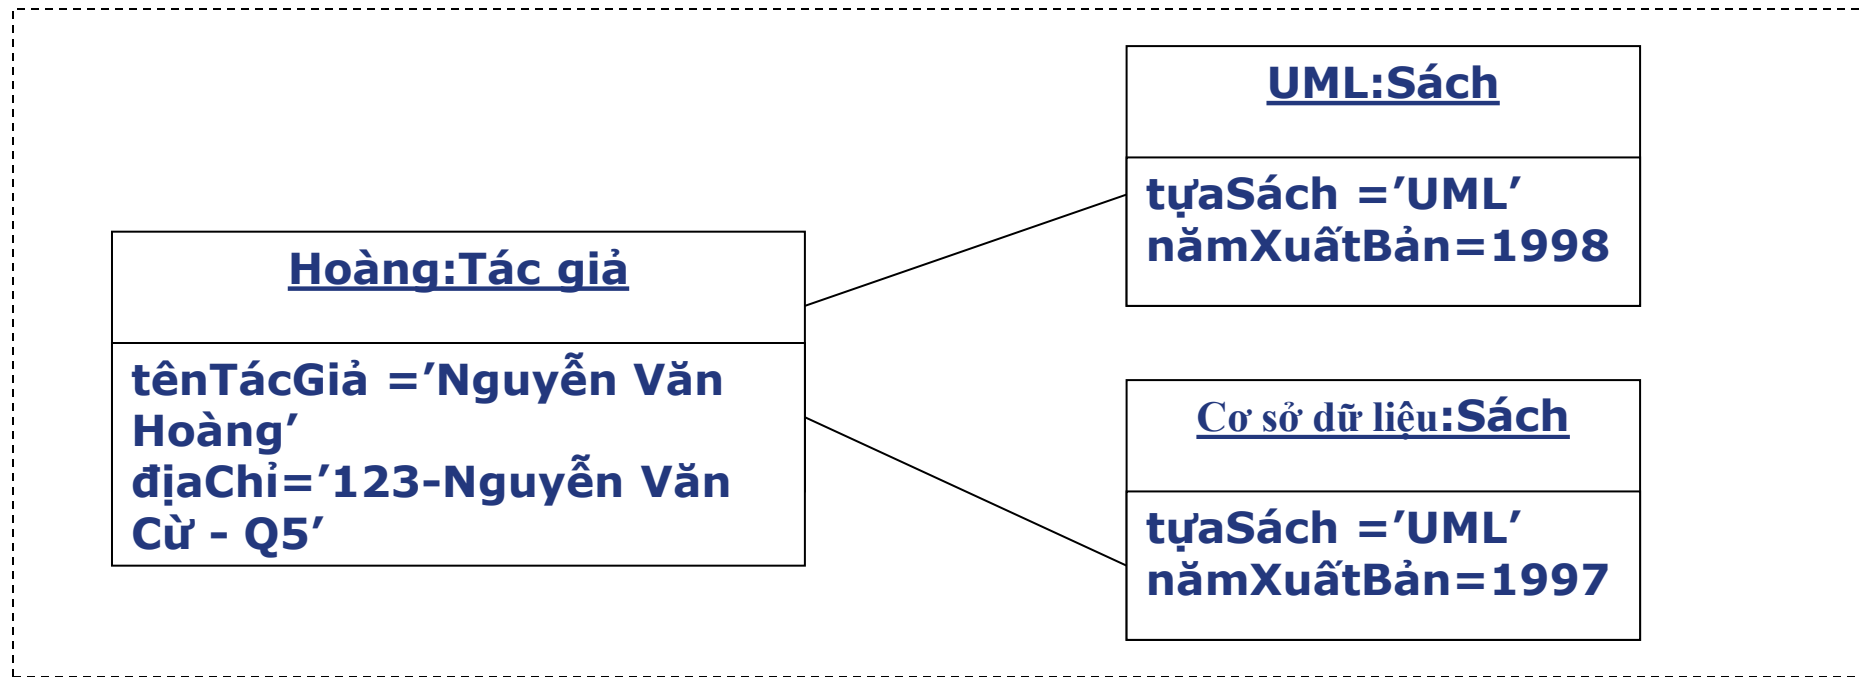 Hoàng:Tác giả
tênTácGiả =’Nguyễn Văn
Hoàng’
địaChỉ=’123-Nguyễn Văn
Cừ - Q5’
UML:Sách
tựaSách =’UML’
nămXuấtBản=1998
Cơ sở dữ liệu:Sách
tựaSách =’UML’
nămXuấtBản=1997